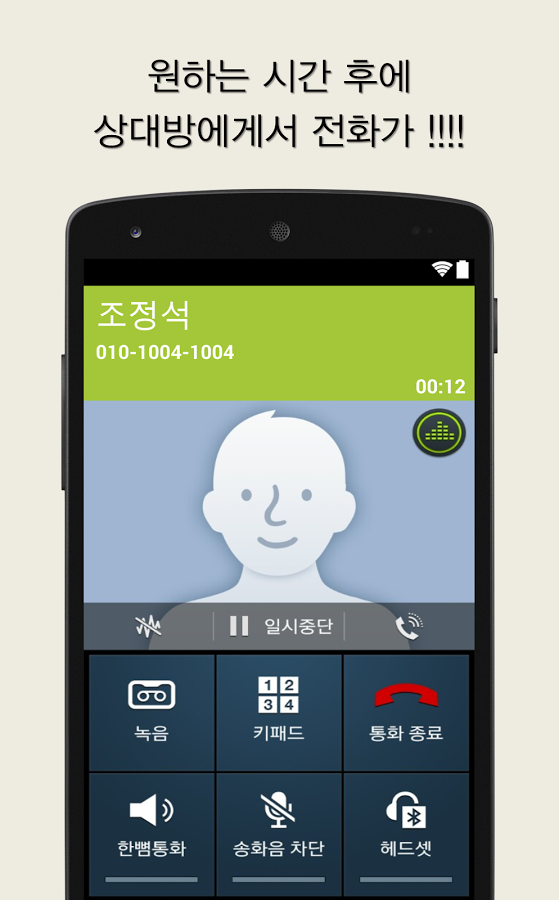 원하는 시간 후에
상대방에게서 전화가 !!!!
조정석
010-1004-1004
00:12
일시중단
1 2
3 4
녹음
키패드
통화 종료
한뼘통화
송화음 차단
헤드셋